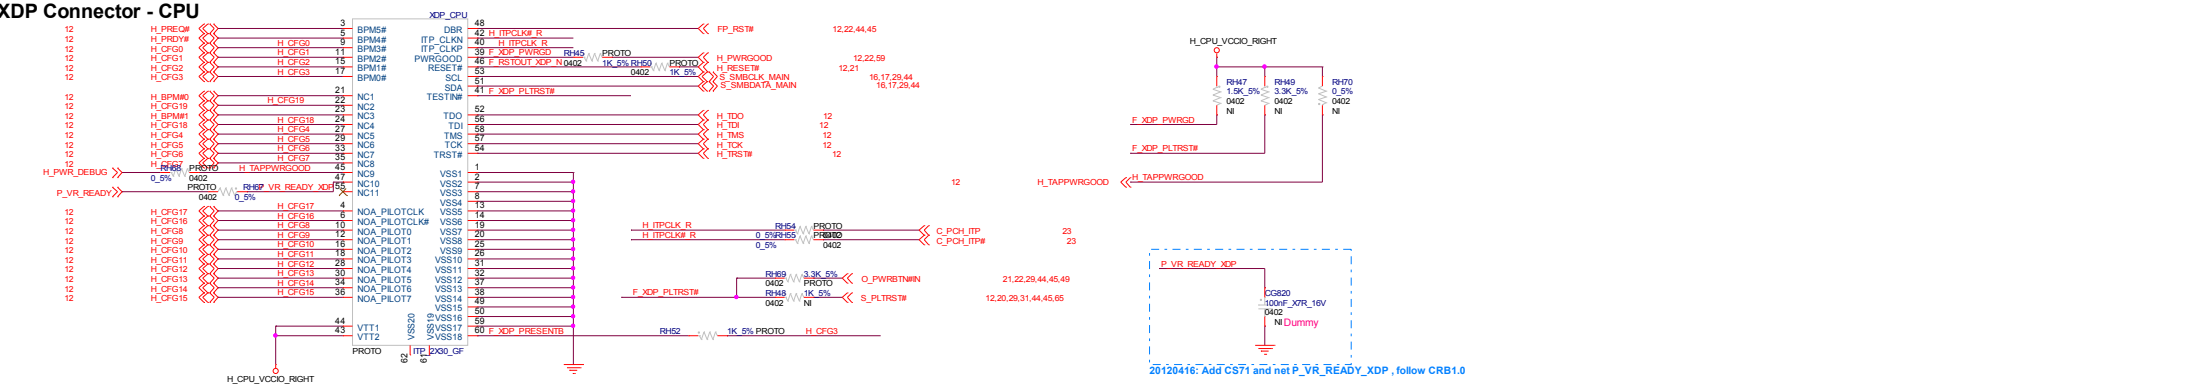 XDP Connector - CPU
XDP_CPU
12 H_PREQ# 3 BPM5# DBR 48 FP_RST# 12,22,44,45
12 H_PRDY# 5 BPM4# ITP_CLKN 42 H_ITPCLK#_R
12 H_CFG0 H_CFG0 9 BPM3# ITP_CLKP 40 H_ITPCLK_R
12 H_CFG1 H_CFG1 11 BPM2# PWRGOOD 39 F_XDP_PWRGD RH45 0402 PROTO 1K_5% H_PWRGOOD 12,22,59
12 H_CFG2 H_CFG2 15 BPM1# RESET# 46 F_RSTOUT_XDP_N RH50 0402 PROTO 1K_5% H_RESET# 12,21
12 H_CFG3 H_CFG3 17 BPM0# SCL 53 S_SMBCLK_MAIN 16,17,29,44
SDA 51 S_SMBDATA_MAIN 16,17,29,44
12 H_BPM#0 21 NC1 TESTIN# 41 F_XDP_PLTRST#
12 H_CFG19 H_CFG19 22 NC2
12 H_BPM#1 23 NC3 TDO 52 H_TDO 12
12 H_CFG18 H_CFG18 24 NC4 TDI 56 H_TDI 12
12 H_CFG4 H_CFG4 27 NC5 TMS 58 H_TMS 12
12 H_CFG5 H_CFG5 29 NC6 TCK 57 H_TCK 12
12 H_CFG6 H_CFG6 33 NC7 TRST# 54 H_TRST# 12
12 H_CFG7 H_CFG7 35 NC8
H_PWR_DEBUG RH68 PROTO 0_5% 0402 H_TAPPWRGOOD 45 NC9 VSS1 1
47 NC10 VSS2 2
P_VR_READY PROTO 0402 RH67 0_5% P_VR_READY_XDP 55 NC11 VSS3 7
VSS4 8
12 H_CFG17 H_CFG17 4 NOA_PILOTCLK VSS5 13
12 H_CFG16 H_CFG16 6 NOA_PILOTCLK# VSS6 14
12 H_CFG8 H_CFG8 10 NOA_PILOT0 VSS7 19
12 H_CFG9 H_CFG9 12 NOA_PILOT1 VSS8 20
12 H_CFG10 H_CFG10 16 NOA_PILOT2 VSS9 25
12 H_CFG11 H_CFG11 18 NOA_PILOT3 VSS10 26
12 H_CFG12 H_CFG12 28 NOA_PILOT4 VSS11 31
12 H_CFG13 H_CFG13 30 NOA_PILOT5 VSS12 32
12 H_CFG14 H_CFG14 34 NOA_PILOT6 VSS13 37
12 H_CFG15 H_CFG15 36 NOA_PILOT7 VSS14 38
VSS15 49
VSS16 50
44 VTT1 VSS17 59
43 VTT2 VSS18 60 F_XDP_PRESENTB RH52 1K_5% PROTO H_CFG3
VSS20 VSS19
PROTO 62 61 ITP_2X30_GF
H_CPU_VCCIO_RIGHT
H_ITPCLK_R RH54 PROTO 0402 0_5% C_PCH_ITP 23
H_ITPCLK#_R RH55 PROTO 0_5% 0402 C_PCH_ITP# 23
RH69 3.3K_5% 0402 PROTO O_PWRBTN#IN 21,22,29,44,45,49
F_XDP_PLTRST# RH48 1K_5% 0402 NI S_PLTRST# 12,20,29,31,44,45,65
H_CPU_VCCIO_RIGHT
RH47 RH49 RH70
1.5K_5% 3.3K_5% 0_5%
0402 0402 0402
NI NI NI
F_XDP_PWRGD
F_XDP_PLTRST#
12 H_TAPPWRGOOD H_TAPPWRGOOD
P_VR_READY_XDP
CG820
100nF_X7R_16V
0402
NI Dummy
20120416: Add CS71 and net P_VR_READY_XDP , follow CRB1.0